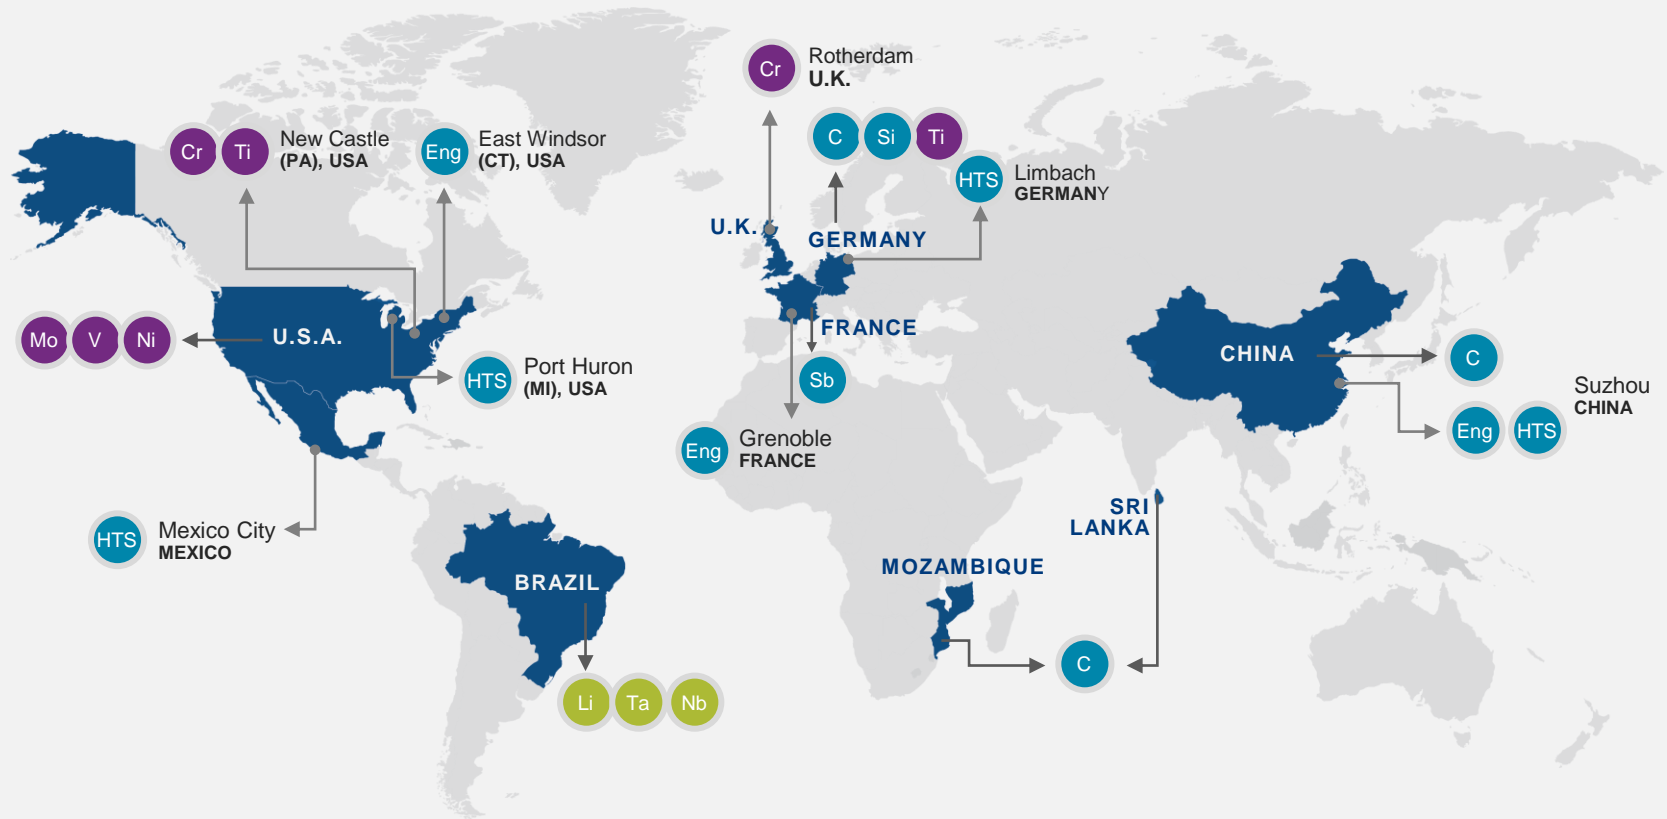 Cr
Rotherdam
U.K.
C Si Ti
Cr Ti
New Castle
(PA), USA
Eng
East Windsor
(CT), USA
HTS
Limbach
GERMANY
U.K.
GERMANY
Mo V Ni
U.S.A.
FRANCE
CHINA
C
HTS
Port Huron
(MI), USA
Sb
Suzhou
CHINA
Eng HTS
Eng
Grenoble
FRANCE
SRI
LANKA
HTS
Mexico City
MEXICO
MOZAMBIQUE
BRAZIL
C
Li Ta Nb